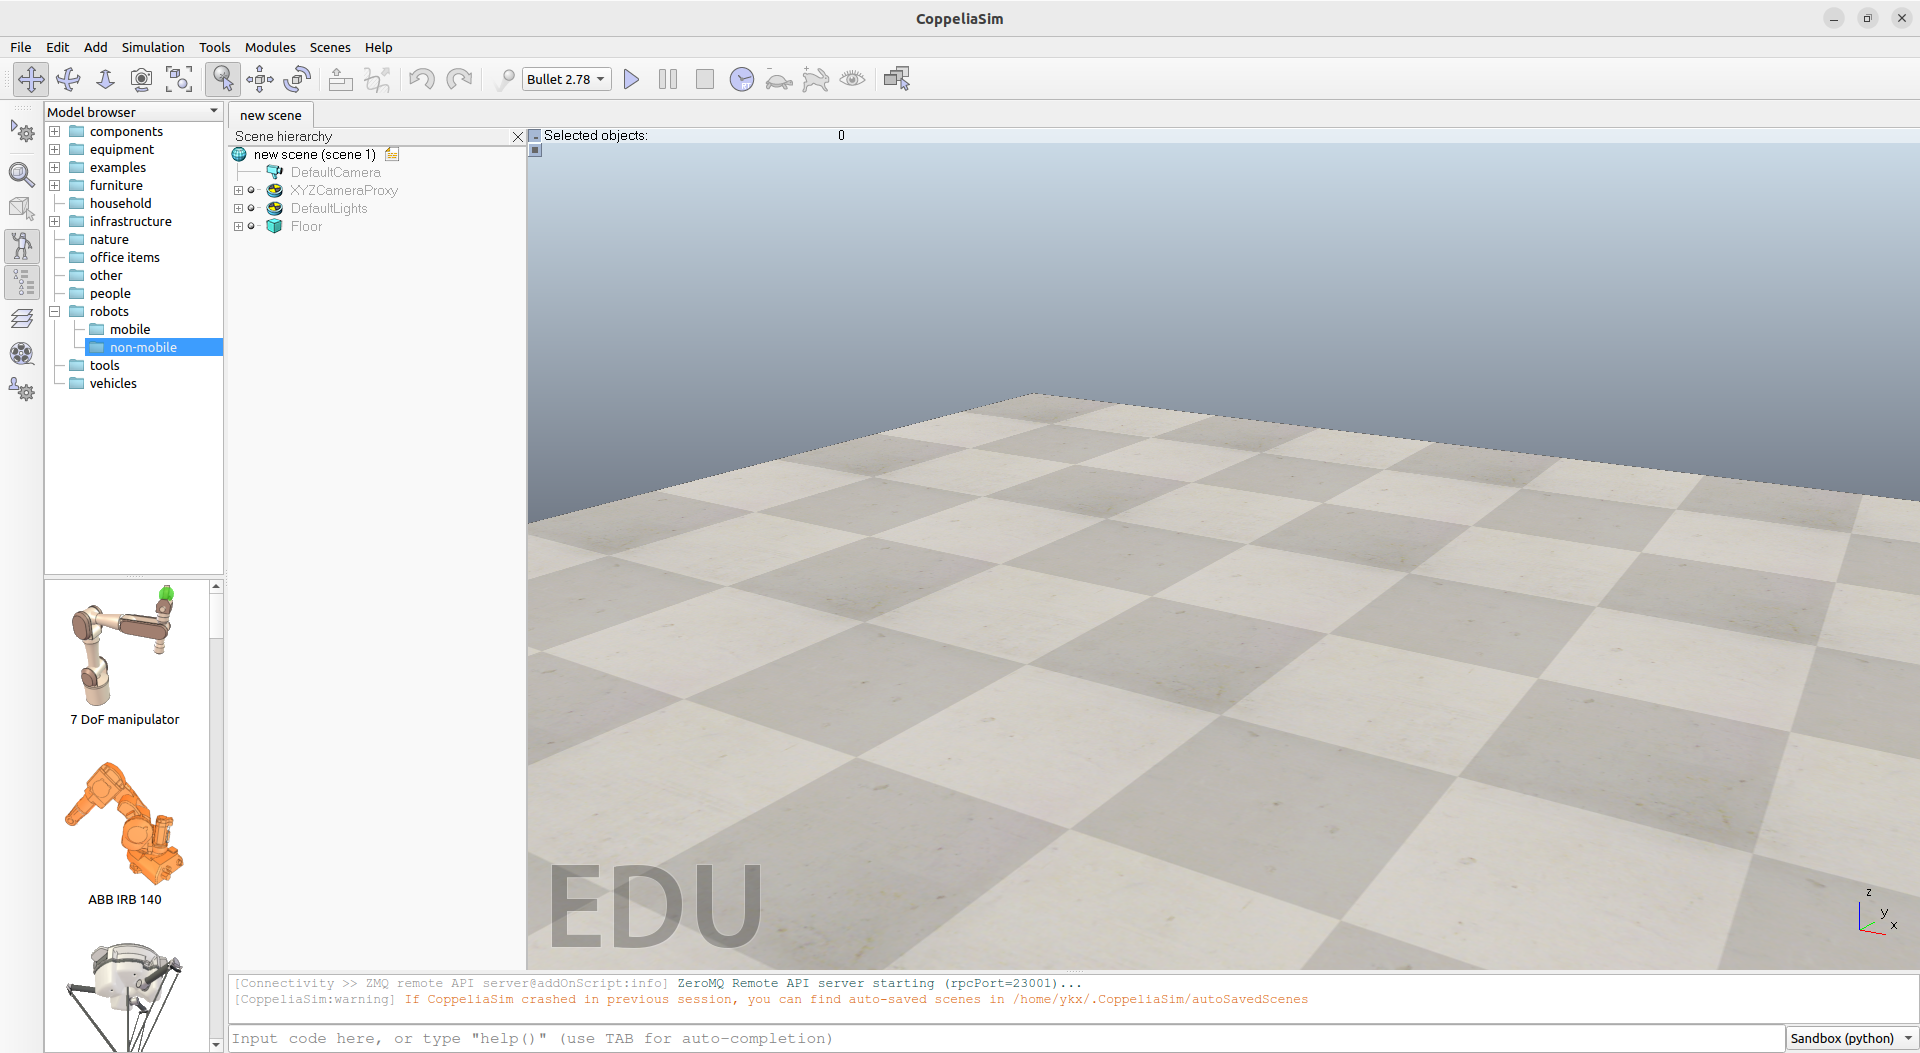 CoppeliaSim
File Edit Add Simulation Tools Modules Scenes Help
Bullet 2.78
Model browser
components
equipment
examples
furniture
household
infrastructure
nature
office items
other
people
robots
mobile
non-mobile
tools
vehicles
7 DoF manipulator
ABB IRB 140
new scene
Scene hierarchy
new scene (scene 1)
DefaultCamera
XYZCameraProxy
DefaultLights
Floor
Selected objects: 0
EDU
z
y
x
[Connectivity >> ZMQ remote API server@addOnScript:info] ZeroMQ Remote API server starting (rpcPort=23001)...
[CoppeliaSim:warning] If CoppeliaSim crashed in previous session, you can find auto-saved scenes in /home/ykx/.CoppeliaSim/autoSavedScenes
Input code here, or type "help()" (use TAB for auto-completion)
Sandbox (python)